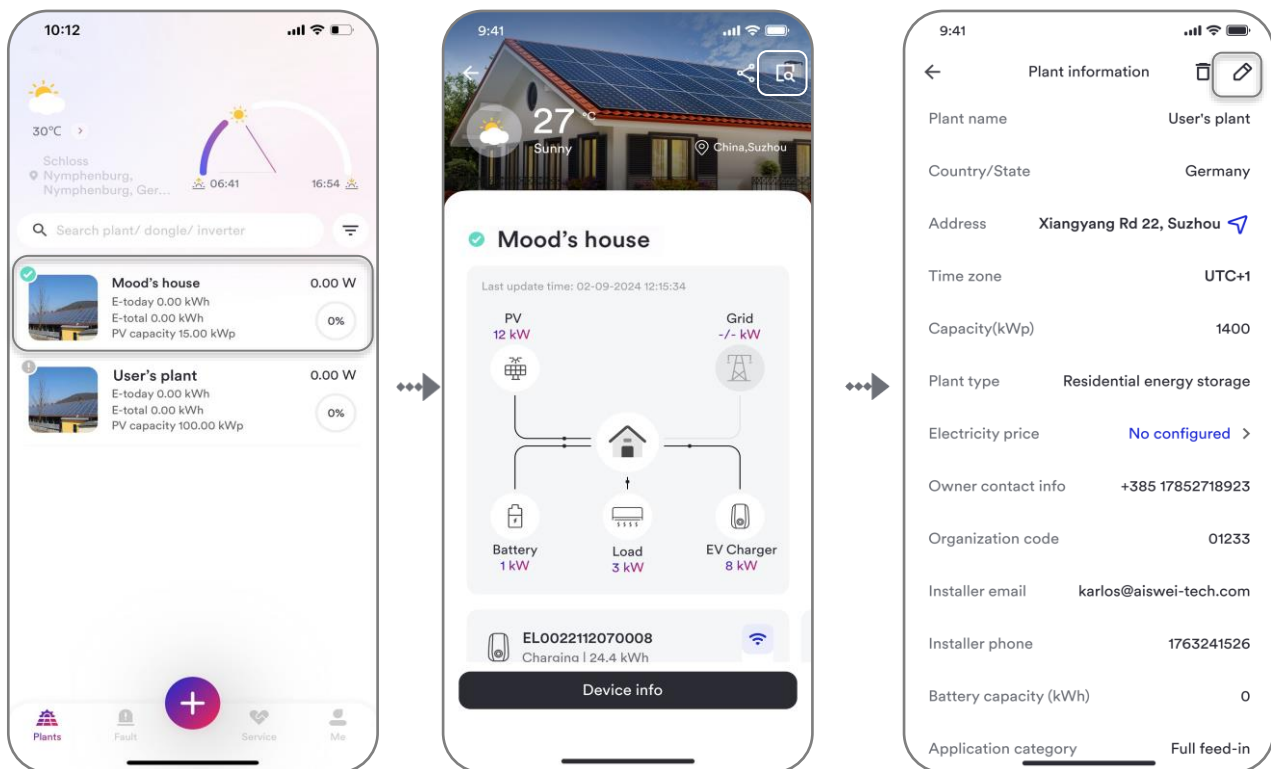 10:12
30°C
Schloss
Nymphenburg,
Nymphenburg, Ger...
06:41
16:54
Search plant/ dongle/ inverter
Mood's house
0.00 W
E-today 0.00 kWh
E-total 0.00 kWh
PV capacity 15.00 kWp
0%
User's plant
0.00 W
E-today 0.00 kWh
E-total 0.00 kWh
PV capacity 100.00 kWp
0%
Plants
Fault
Service
Me
9:41
27 °C
Sunny
China,Suzhou
Mood's house
Last update time: 02-09-2024 12:15:34
PV
12 kW
Grid
-/- kW
Battery
1 kW
Load
3 kW
EV Charger
8 kW
EL0022112070008
Charging | 24.4 kWh
Device info
9:41
Plant information
Plant name User's plant
Country/State Germany
Address Xiangyang Rd 22, Suzhou
Time zone UTC+1
Capacity(kWp) 1400
Plant type Residential energy storage
Electricity price No configured >
Owner contact info +385 17852718923
Organization code 01233
Installer email karlos@aiswei-tech.com
Installer phone 1763241526
Battery capacity (kWh) 0
Application category Full feed-in